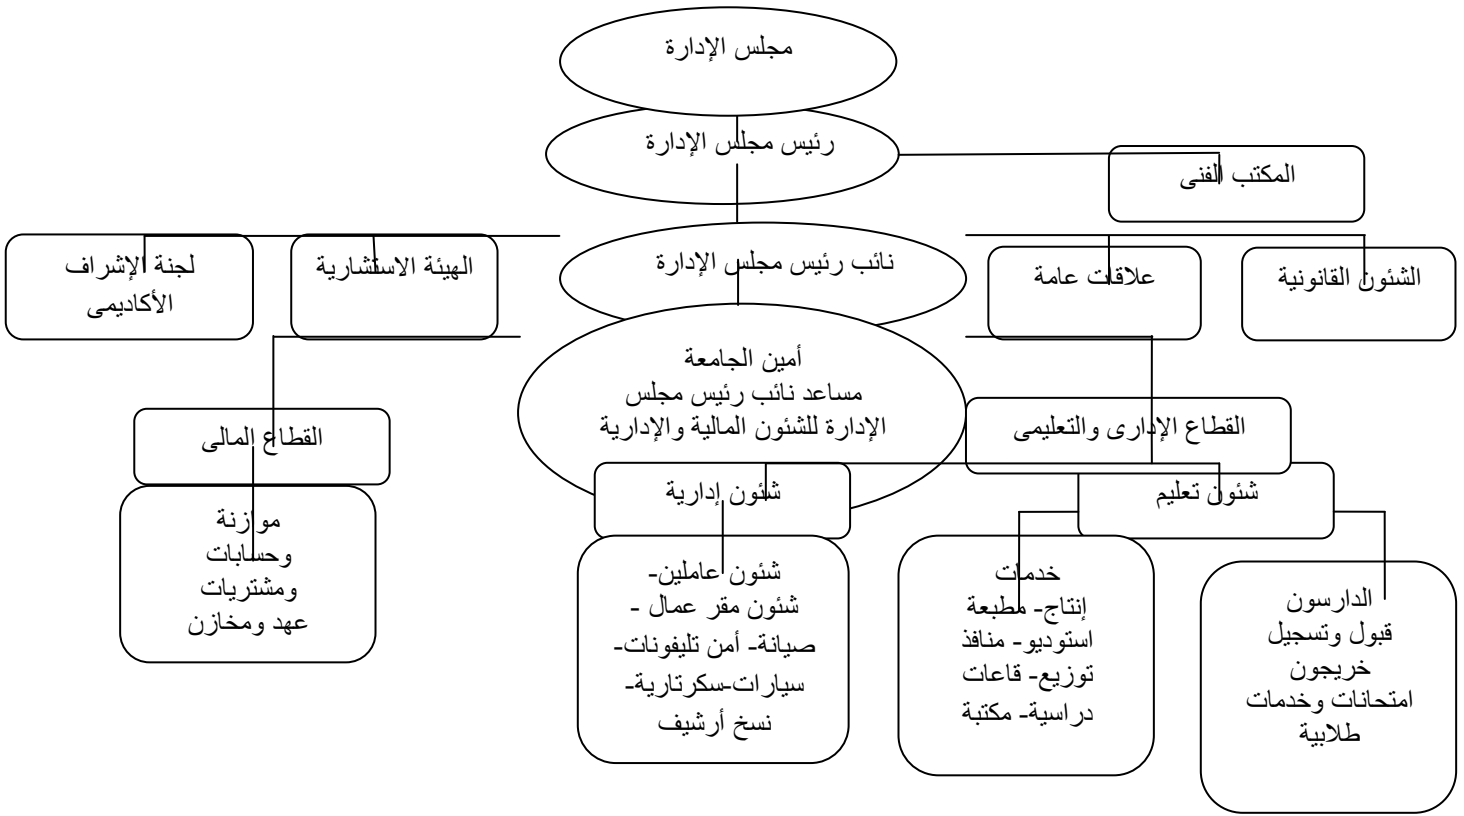 مجلس الإدارة
رئيس مجلس الإدارة
المكتب الفنى
الشئون القانونية
علاقات عامة
نائب رئيس مجلس الإدارة
الهيئة الاستشارية
لجنة الإشراف
الأكاديمى
أمين الجامعة
مساعد نائب رئيس مجلس
الإدارة للشئون المالية والإدارية
القطاع الإدارى والتعليمى
القطاع المالى
شئون تعليم
شئون إدارية
الدارسون
قبول وتسجيل
خريجون
امتحانات وخدمات
طلابية
خدمات
إنتاج- مطبعة
استوديو- منافذ
توزيع- قاعات
دراسية- مكتبة
شئون عاملين-
شئون مقر عمال -
صيانة- أمن تليفونات-
سيارات-سكرتارية-
نسخ أرشيف
موازنة
وحسابات
ومشتريات
عهد ومخازن